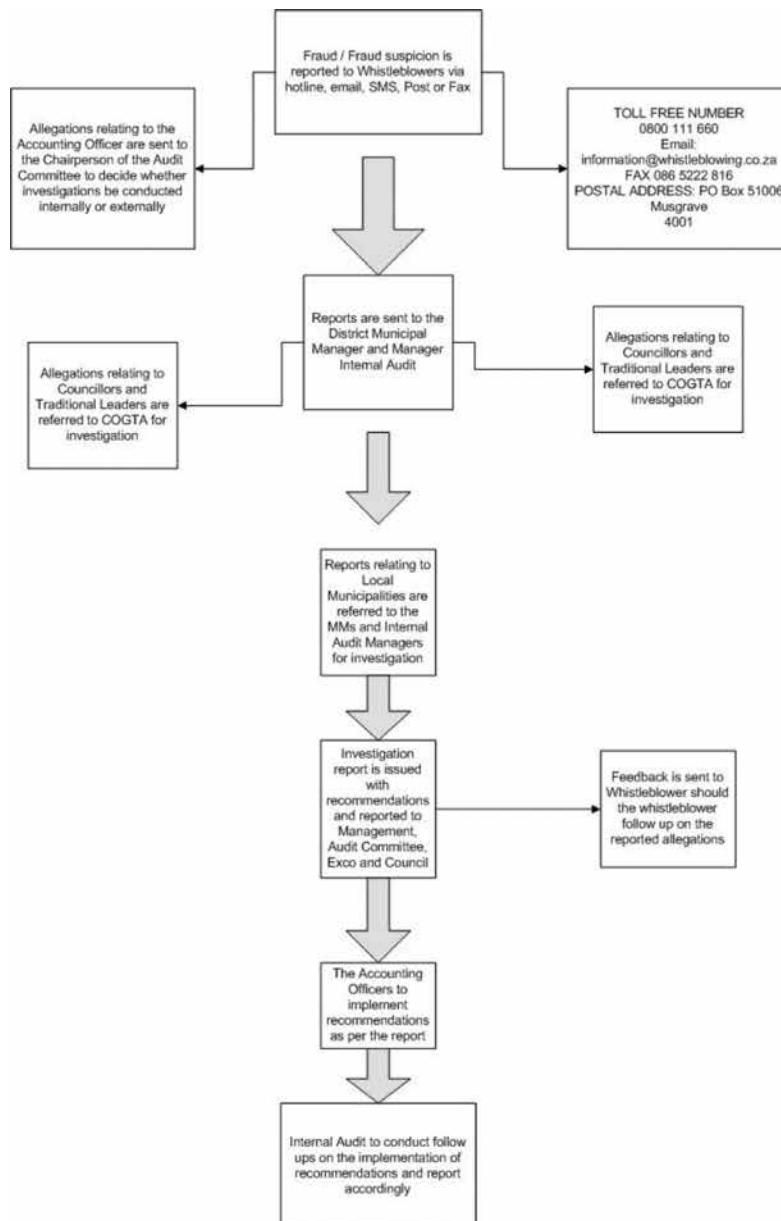 Fraud / Fraud suspicion is
reported to Whistleblowers via
hotline, email, SMS, Post or Fax
Allegations relating to the
Accounting Officer are sent to
the Chairperson of the Audit
Committee to decide whether
investigations be conducted
internally or externally
TOLL FREE NUMBER
0800 111 660
Email:
information@whistleblowing.co.za
FAX 086 5222 816
POSTAL ADDRESS: PO Box 51006
Musgrave
4001
Reports are sent to the
District Municipal
Manager and Manager
Internal Audit
Allegations relating to
Councillors and
Traditional Leaders are
referred to COGTA for
investigation
Allegations relating to
Councillors and
Traditional Leaders are
referred to COGTA for
investigation
Reports relating to
Local
Municipalities are
referred to the
MMs and Internal
Audit Managers
for investigation
Investigation
report is issued
with
recommendations
and reported to
Management,
Audit Committee,
Exco and Council
Feedback is sent to
Whistleblower should
the whistleblower
follow up on the
reported allegations
The Accounting
Officers to
implement
recommendations
as per the report
Internal Audit to conduct follow
ups on the implementation of
recommendations and report
accordingly